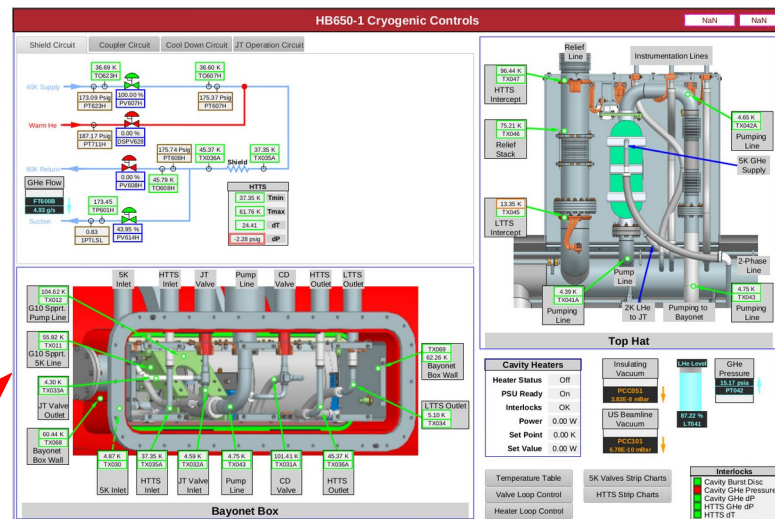 HB650-1 Cryogenic Controls
NaN
NaN
Shield Circuit
Coupler Circuit
Cool Down Circuit
JT Operation Circuit
36.69 K
TO623H
36.60 K
TO607H
40K Supply
173.09 Psig
PT623H
100.00 %
PV607H
175.37 Psig
PT607H
Warm He
187.17 Psig
PT711H
0.00 %
DSPV628
175.74 Psig
PT608H
45.37 K
TX036A
37.35 K
TX035A
80K Return
Shield
0.00 %
PV608H
45.79 K
TO608H
GHe Flow
FT600B
4.93 g/s
173.45
TP601H
Suction
0.83
1PTLSL
43.95 %
PV614H
HTTS
37.35 K Tmin
61.76 K Tmax
24.41 dT
-2.28 psig dP
Relief
Line
Instrumentation Lines
96.44 K
TX047
HTTS
Intercept
75.21 K
TX046
Relief
Stack
13.35 K
TX045
LTTS
Intercept
4.65 K
TX042A
Pumping
Line
5K GHe
Supply
2-Phase
Line
4.39 K
TX041A
Pumping
Line
Pump
Line
2K LHe
to JT
Pumping to
Bayonet
4.75 K
TX043
Pumping
Line
Top Hat
5K
Inlet
HTTS
Inlet
JT
Valve
Pump
Line
CD
Valve
HTTS
Outlet
LTTS
Outlet
104.62 K
TX012
G10 Spprt.
Pump Line
55.82 K
TX011
G10 Spprt.
5K Line
4.30 K
TX033A
JT Valve
Outlet
60.44 K
TX068
Bayonet
Box Wall
TX069
62.26 K
Bayonet
Box Wall
LTTS Outlet
5.10 K
TX034
4.87 K
TX030
5K Inlet
37.35 K
TX035A
HTTS
Inlet
4.59 K
TX032A
JT Valve
Inlet
4.75 K
TX043
Pump
Line
101.41 K
TX031A
CD
Valve
45.37 K
TX036A
HTTS
Outlet
Bayonet Box
Cavity Heaters
Heater Status Off
PSU Ready On
Interlocks OK
Power 0.00 W
Set Point 0.00 K
Set Value 0.00 W
Insulating
Vacuum
PCC051
3.82E-8 mBar
US Beamline
Vacuum
PCC101
6.78E-10 mBar
LHe Level
87.22 %
LT041
GHe
Pressure
15.17 psia
PT042
Temperature Table
5K Valves Strip Charts
Valve Loop Control
HTTS Strip Charts
Heater Loop Control
Interlocks
Cavity Burst Disc
Cavity GHe Pressure
Cavity GHe dP
HTTS GHe dP
HTTS dT